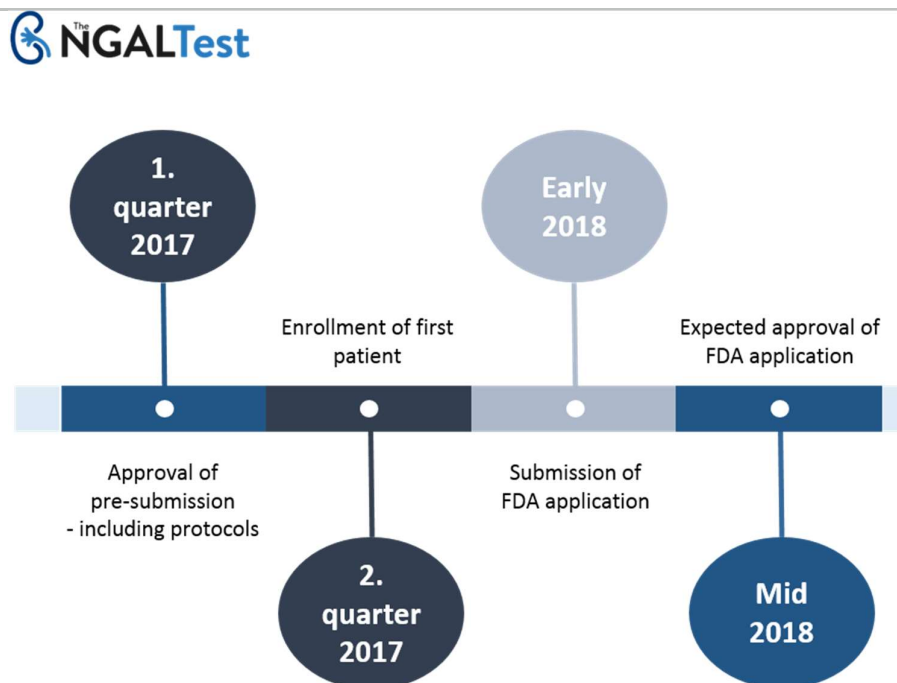 The NGALTest
1.
quarter
2017
Early
2018
Enrollment of first
patient
Expected approval of
FDA application
Approval of
pre-submission
- including protocols
Submission of
FDA application
2.
quarter
2017
Mid
2018